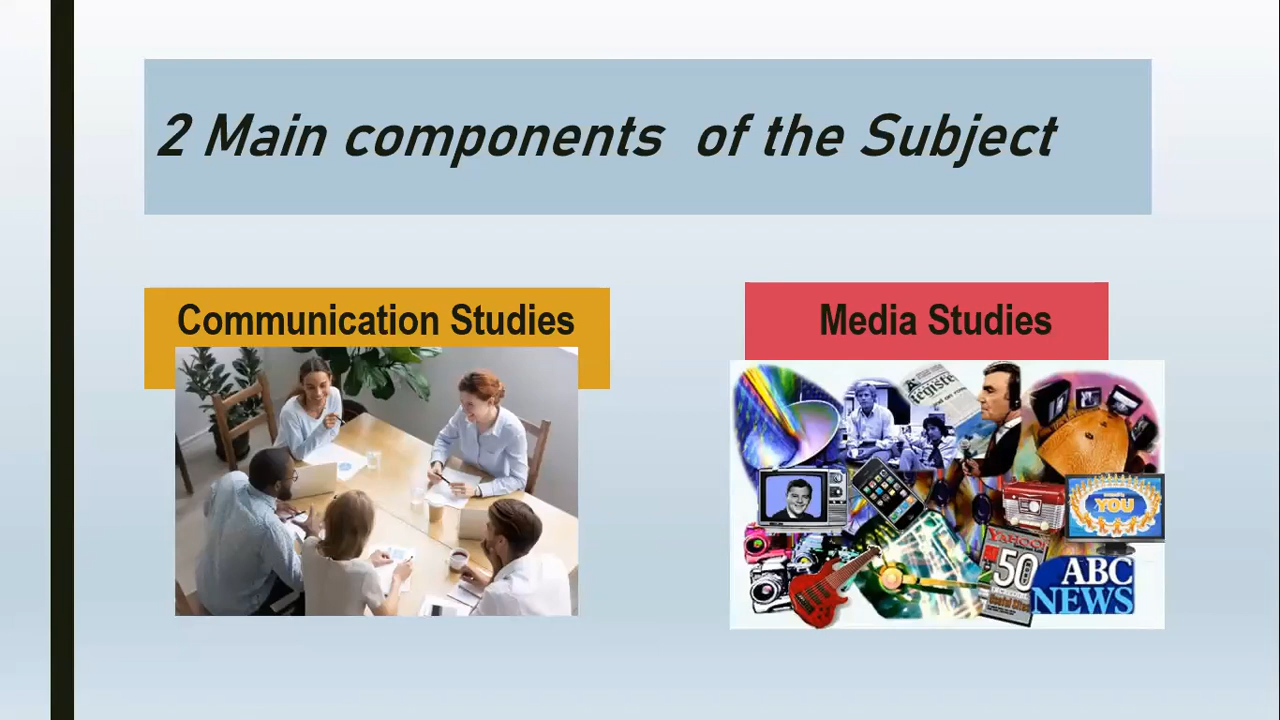 2 Main components of the Subject
Communication Studies
Media Studies
YOU
YAHOO!
50
ABC
NEWS